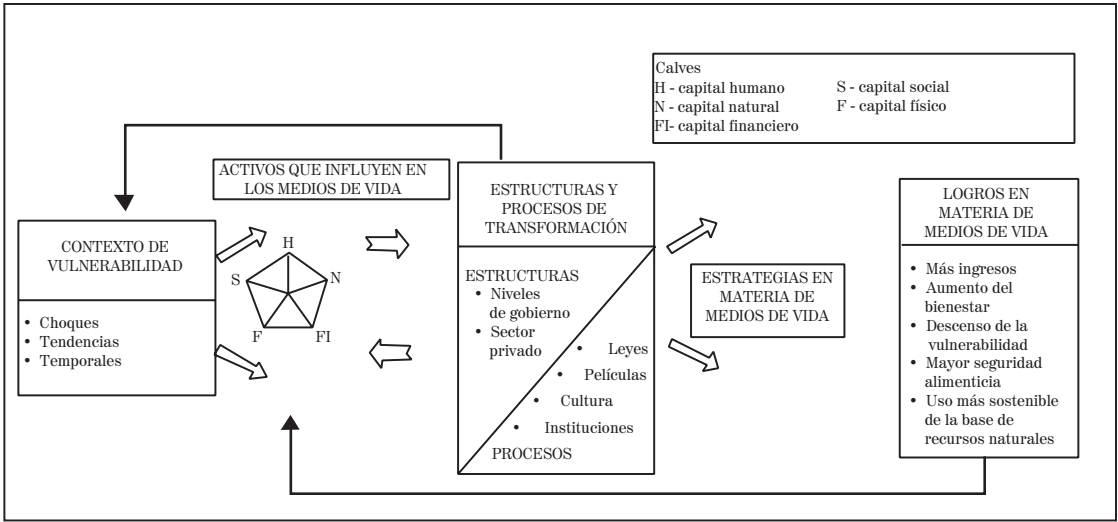 Calves
H - capital humano
N - capital natural
FI- capital financiero
S - capital social
F - capital físico
ACTIVOS QUE INFLUYEN EN
LOS MEDIOS DE VIDA
CONTEXTO DE
VULNERABILIDAD
• Choques
• Tendencias
• Temporales
H
S
N
F
FI
ESTRUCTURAS Y
PROCESOS DE
TRANSFORMACIÓN
ESTRUCTURAS
• Niveles
de gobierno
• Sector
privado
• Leyes
• Películas
• Cultura
• Instituciones
PROCESOS
ESTRATEGIAS EN
MATERIA DE
MEDIOS DE VIDA
LOGROS EN
MATERIA DE
MEDIOS DE VIDA
• Más ingresos
• Aumento del
bienestar
• Descenso de la
vulnerabilidad
• Mayor seguridad
alimenticia
• Uso más sostenible
de la base de
recursos naturales